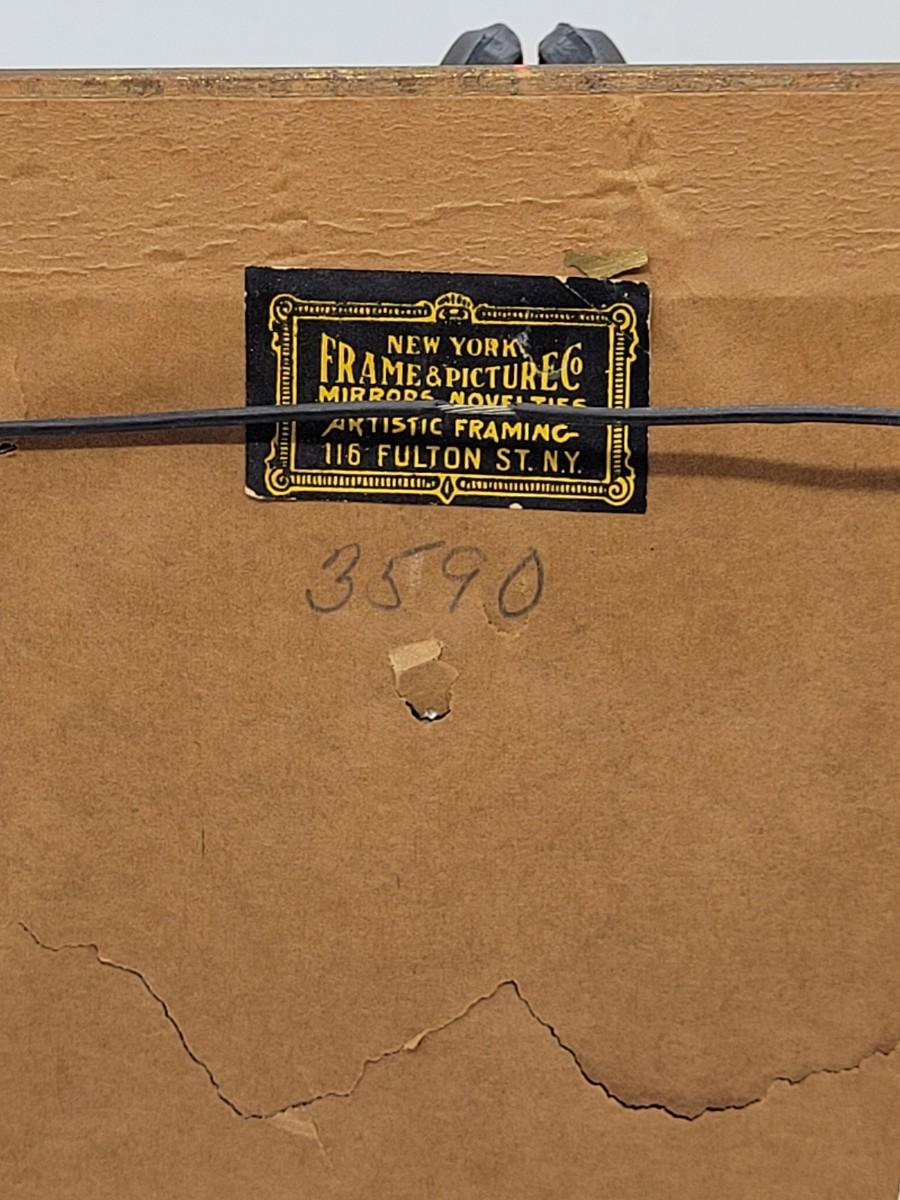 NEW YORK
FRAME & PICTURE Co
MIRRORS NOVELTIES
ARTISTIC FRAMING
116 FULTON ST. N.Y.
3590